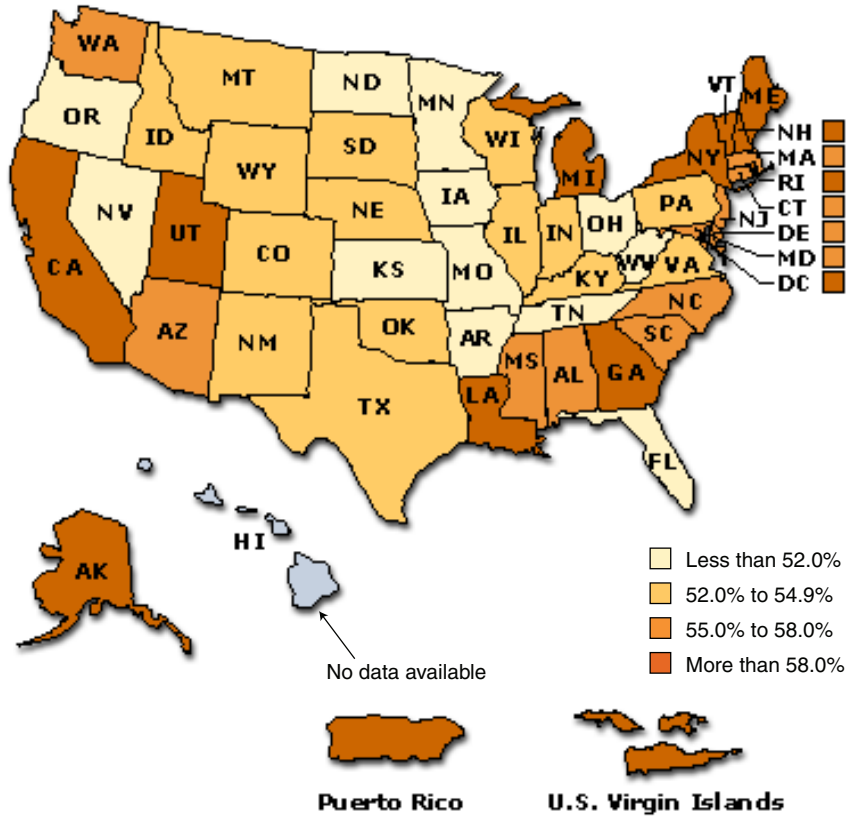 WA
MT
ND
MN
VT
ME
OR
ID
WI
NH
SD
NY
MA
WY
MI
RI
IA
PA
NV
NE
CT
NJ
UT
IL
IN
OH
DE
CO
WV
VA
MD
CA
KS
MO
KY
DC
NC
TN
AZ
NM
OK
AR
SC
MS
AL
GA
LA
TX
FL
HI
AK
Less than 52.0%
52.0% to 54.9%
55.0% to 58.0%
More than 58.0%
No data available
Puerto Rico
U.S. Virgin Islands